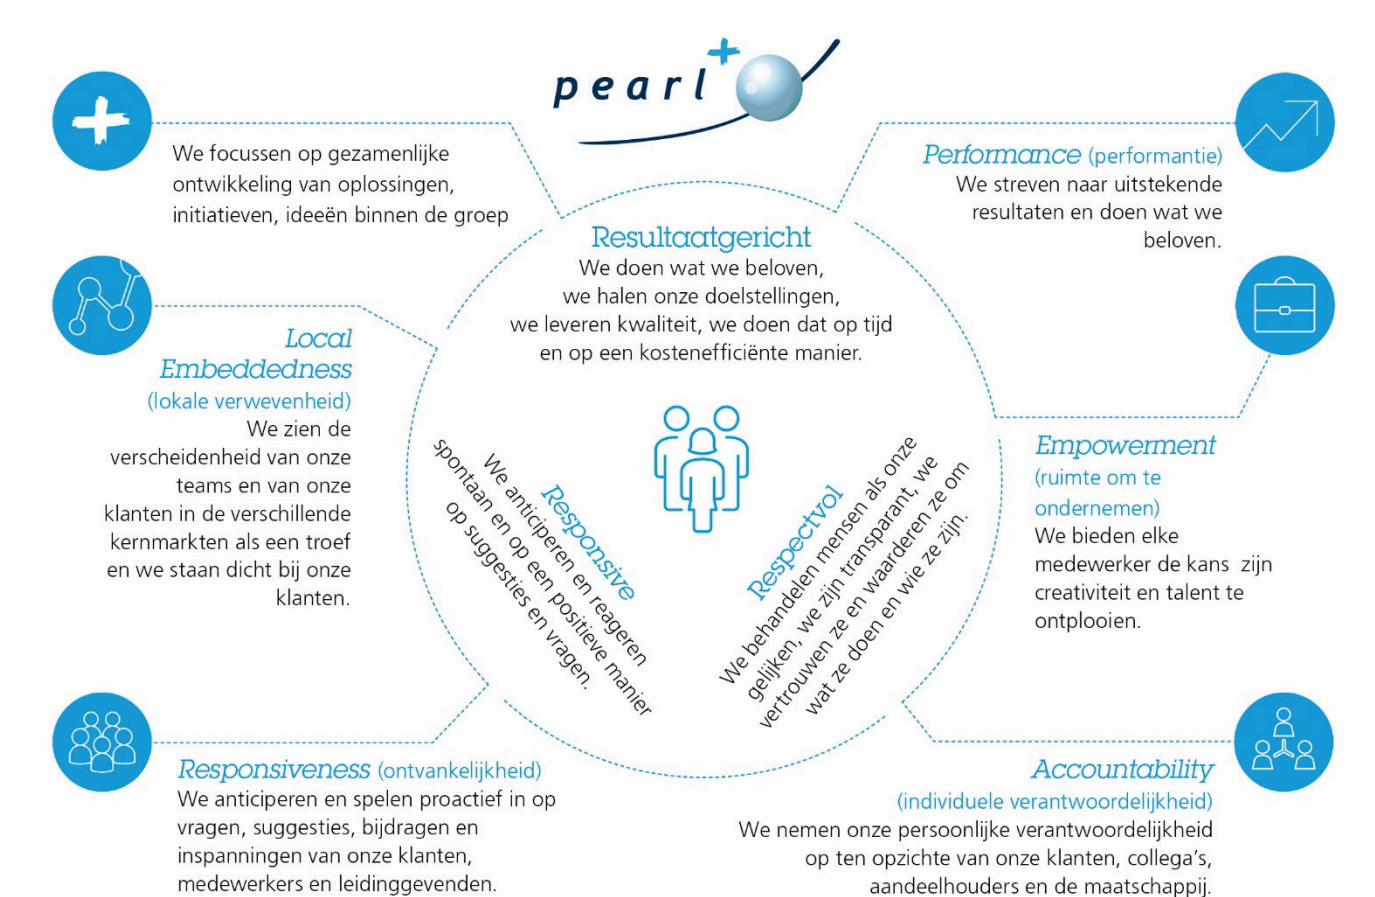 pearl+
We focussen op gezamenlijke
ontwikkeling van oplossingen,
initiatieven, ideeën binnen de groep
Performance (performantie)
We streven naar uitstekende
resultaten en doen wat we
beloven.
Resultaatgericht
We doen wat we beloven,
we halen onze doelstellingen,
we leveren kwaliteit, we doen dat op tijd
en op een kostenefficiënte manier.
Local
Embeddedness
(lokale verwevenheid)
We zien de
verscheidenheid van onze
teams en van onze
klanten in de verschillende
kernmarkten als een troef
en we staan dicht bij onze
klanten.
Responsive
We anticiperen en reageren
spontaan en op een positieve manier
op suggesties en vragen.
Respectvol
We behandelen mensen als onze
gelijken, we zijn transparant, we
vertrouwen ze en waarderen ze om
wat ze doen en wie ze zijn.
Empowerment
(ruimte om te
ondernemen)
We bieden elke
medewerker de kans zijn
creativiteit en talent te
ontplooien.
Responsiveness (ontvankelijkheid)
We anticiperen en spelen proactief in op
vragen, suggesties, bijdragen en
inspanningen van onze klanten,
medewerkers en leidinggevenden.
Accountability
(individuele verantwoordelijkheid)
We nemen onze persoonlijke verantwoordelijkheid
op ten opzichte van onze klanten, collega's,
aandeelhouders en de maatschappij.